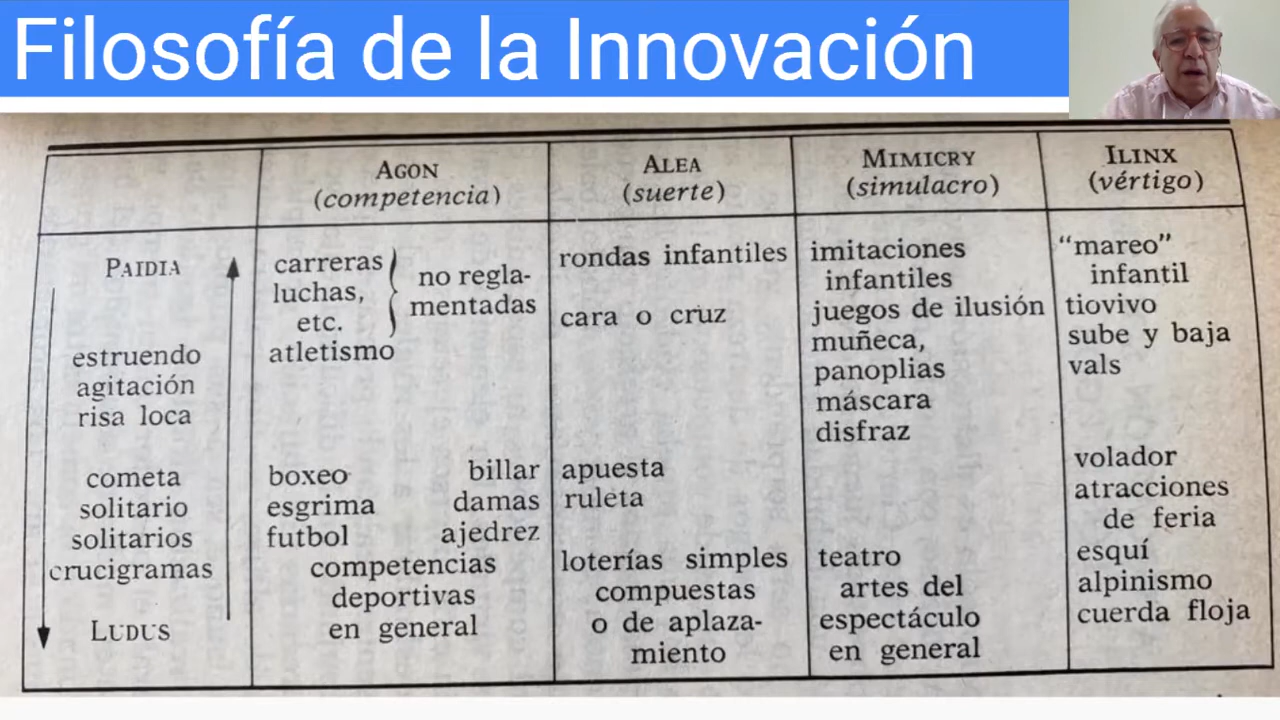 Filosofía de la Innovación
AGON
(competencia)
ALEA
(suerte)
MIMICRY
(simulacro)
ILINX
(vértigo)
PAIDIA
estruendo
agitación
risa loca
cometa
solitario
solitarios
crucigramas
LUDUS
carreras
luchas,
etc.
no regla-
mentadas
atletismo
boxeo billar
esgrima damas
futbol ajedrez
competencias
deportivas
en general
rondas infantiles
cara o cruz
apuesta
ruleta
loterías simples
compuestas
o de aplaza-
miento
imitaciones
infantiles
juegos de ilusión
muñeca,
panoplias
máscara
disfraz
teatro
artes del
espectáculo
en general
“mareo”
infantil
tiovivo
sube y baja
vals
volador
atracciones
de feria
esquí
alpinismo
cuerda floja